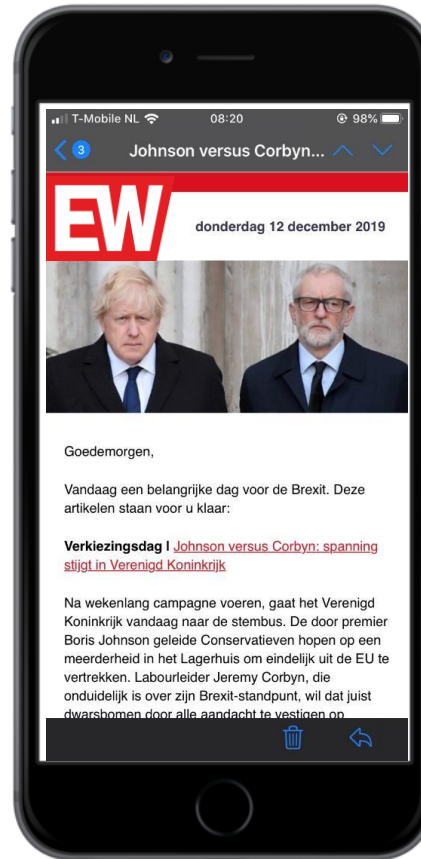 T-Mobile NL 08:20 98%
3 Johnson versus Corbyn...
EW donderdag 12 december 2019
Goedemorgen,
Vandaag een belangrijke dag voor de Brexit. Deze
artikelen staan voor u klaar:
Verkiezingsdag | Johnson versus Corbyn: spanning
stijgt in Verenigd Koninkrijk
Na wekenlang campagne voeren, gaat het Verenigd
Koninkrijk vandaag naar de stembus. De door premier
Boris Johnson geleide Conservatieven hopen op een
meerderheid in het Lagerhuis om eindelijk uit de EU te
vertrekken. Labourleider Jeremy Corbyn, die
onduidelijk is over zijn Brexit-standpunt, wil dat juist
dwarsbomen door alle aandacht te vestigen op